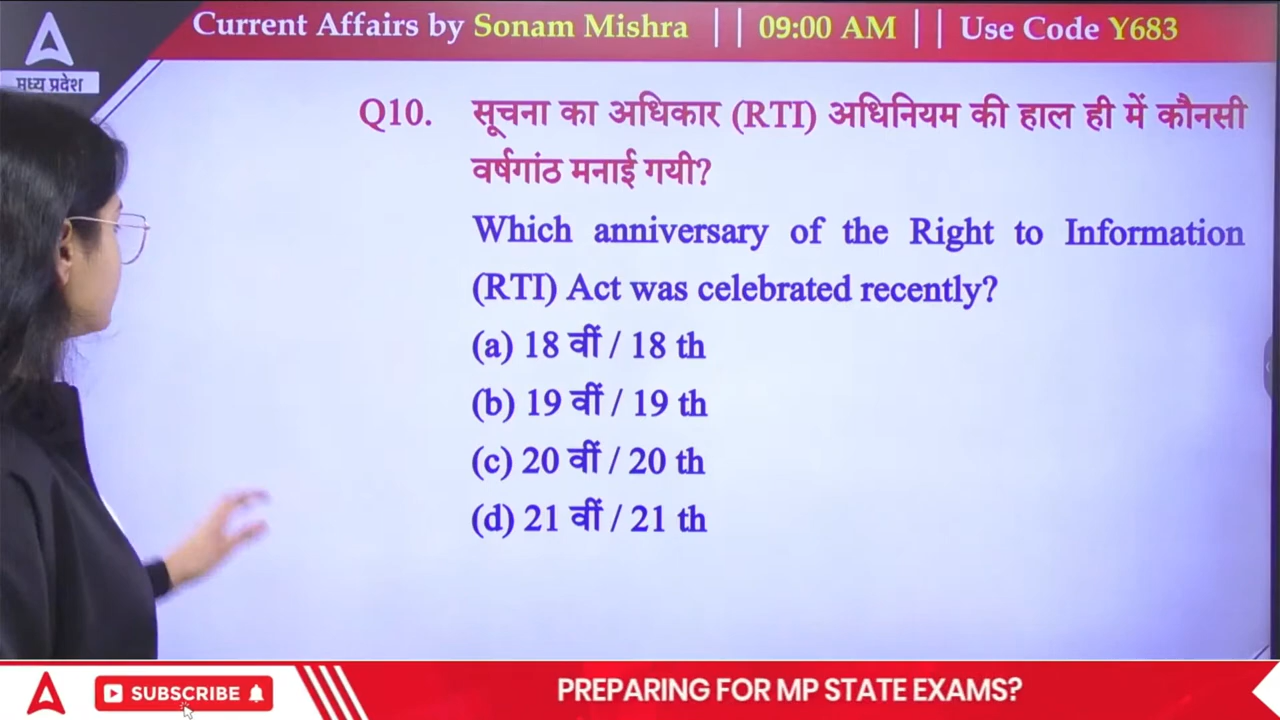 Current Affairs by Sonam Mishra || 09:00 AM || Use Code Y683
मध्य प्रदेश
Q10. सूचना का अधिकार (RTI) अधिनियम की हाल ही में कौनसी
वर्षगांठ मनाई गयी?
Which anniversary of the Right to Information
(RTI) Act was celebrated recently?
(a) 18 वीं / 18 th
(b) 19 वीं / 19 th
(c) 20 वीं / 20 th
(d) 21 वीं / 21 th
SUBSCRIBE
PREPARING FOR MP STATE EXAMS?